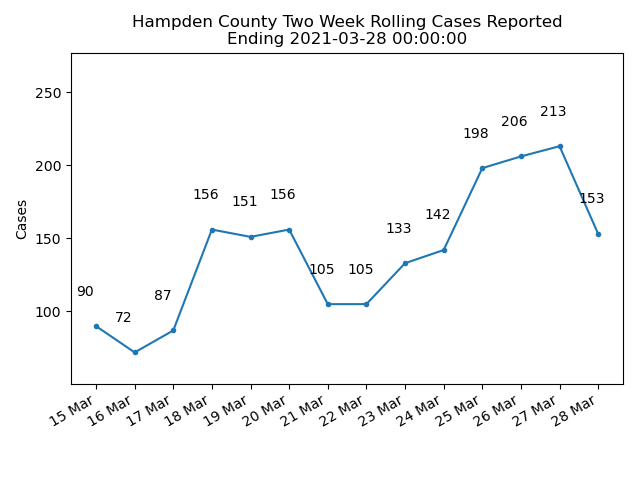 Hampden County Two Week Rolling Cases Reported
Ending 2021-03-28 00:00:00
Cases
250
200
150
100
90
72
87
156
151
156
105
105
133
142
198
206
213
153
15 Mar
16 Mar
17 Mar
18 Mar
19 Mar
20 Mar
21 Mar
22 Mar
23 Mar
24 Mar
25 Mar
26 Mar
27 Mar
28 Mar